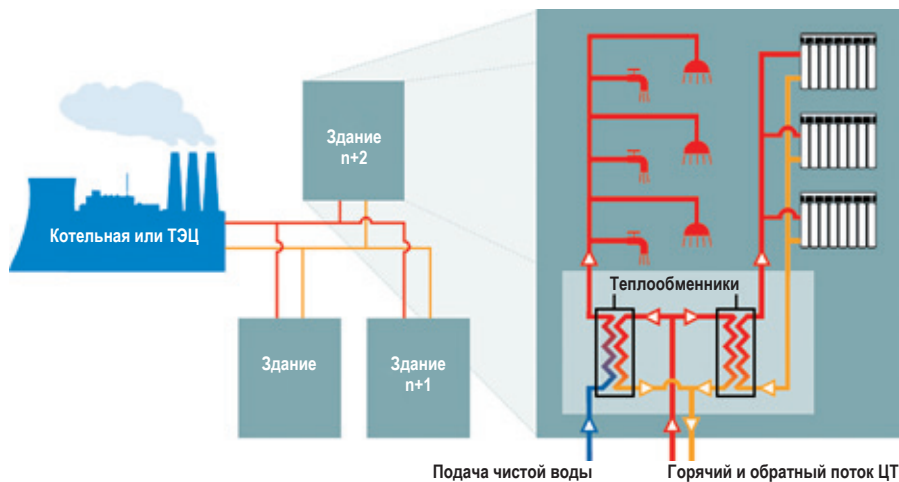 Здание
n+2
Котельная или ТЭЦ
Теплообменники
Здание
Здание
n+1
Подача чистой воды
Горячий и обратный поток ЦТ